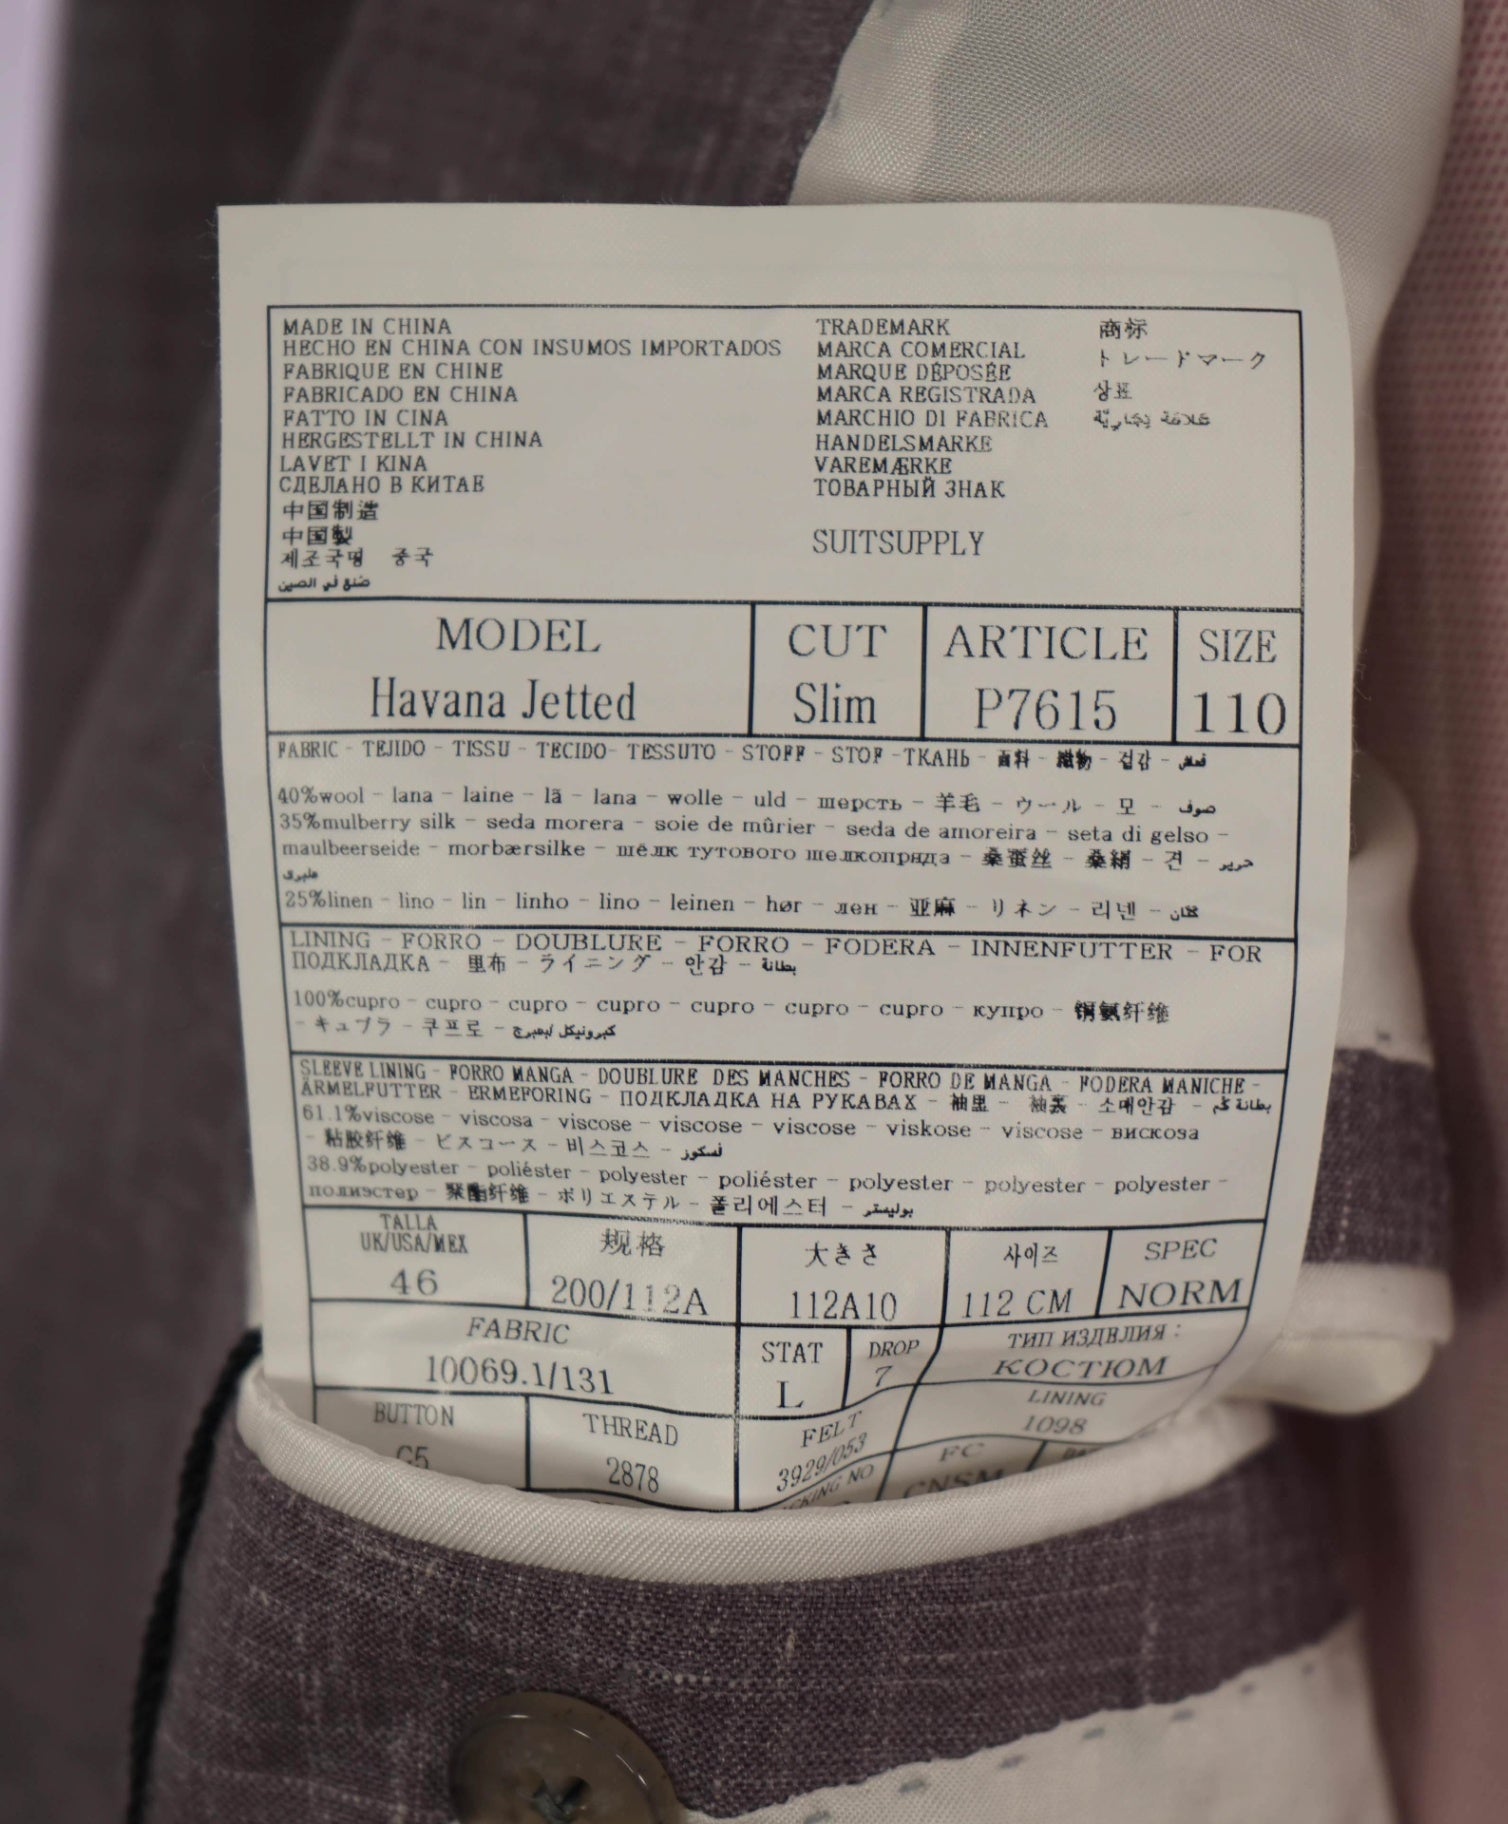 MADE IN CHINA
HECHO EN CHINA CON INSUMOS IMPORTADOS
FABRIQUE EN CHINE
FABRICADO EN CHINA
FATTO IN CINA
HERGESTELLT IN CHINA
LAVET I KINA
СДЕЛАНО В КИТАЕ
中国制造
中国製
제조국명 중국
صُنع في الصين
TRADEMARK
MARCA COMERCIAL
MARQUE DÉPOSÉE
MARCA REGISTRADA
MARCHIO DI FABRICA
HANDELSMARKE
VAREMÆRKE
ТОВАРНЫЙ ЗНАК
商标
トレードマーク
상표
علامة تجارية
SUITSUPPLY
MODEL
Havana Jetted
CUT
Slim
ARTICLE
P7615
SIZE
110
FABRIC - TEJIDO - TISSU - TECIDO- TESSUTO - STOFF - STOF -ТКАНЬ - 面料 - 織物 - 겉감 - قماش
40%wool - lana - laine - lã - lana - wolle - uld - шерсть - 羊毛 - ウール - 모 - صوف
35%mulberry silk - seda morera - soie de mûrier - seda de amoreira - seta di gelso -
maulbeerseide - morbærsilke - шёлк тутового шелкопряда - 桑蚕丝 - 桑絹 - 견 - حرير
25%linen - lino - lin - linho - lino - leinen - hør - лен - 亚麻 - リネン - 리넨 - كتان
LINING - FORRO - DOUBLURE - FORRO - FODERA - INNENFUTTER - FOR
ПОДКЛАДКА - 里布 - ライニング - 안감 - بطانة
100%cupro - cupro - cupro - cupro - cupro - cupro - cupro - купро - 铜氨纤维
- キュプラ - 쿠프로 -
SLEEVE LINING - FORRO MANGA - DOUBLURE DES MANCHES - FORRO DE MANGA - FODERA MANICHE -
ÄRMELFUTTER - ERMEFORING - ПОДКЛАДКА НА РУКАВАХ - 袖里 - 袖裏 - 소매안감 - بطانة كم
61.1%viscose - viscosa - viscose - viscose - viscose - viskose - viscose - вискоза
- 粘胶纤维 - ビスコース - 비스코스 - فسكوز
38.9%polyester - poliéster - polyester - poliéster - polyester - polyester - polyester -
полиэстер - 聚酯纤维 - ポリエステル - 폴리에스터 - بوليستر
TALLA
UK/USA/MEX
46
规格
200/112A
大きさ
112A10
사이즈
112 CM
SPEC
NORM
FABRIC
10069.1/131
STAT
L
DROP
7
ТИП ИЗДЕЛИЯ :
КОСТЮМ
BUTTON
C5
THREAD
2878
FELT
3929/053
LINING
1098
NO
FC
CNSM